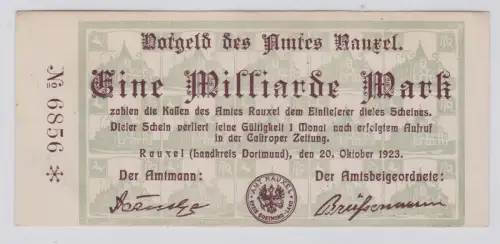 Notgeld des Amtes Rauxel.
Eine Milliarde Mark
zahlen die Kassen des Amtes Rauxel dem Einlieferer dieses Scheines.
Dieser Schein verliert seine Gültigkeit 1 Monat nach erfolgtem Aufruf
in der Castroper Zeitung.
Rauxel (Landkreis Dortmund), den 20. Oktober 1923.
Der Amtmann:
Der Amtsbeigeordnete:
AMT RAUXEL
№ 6856 *